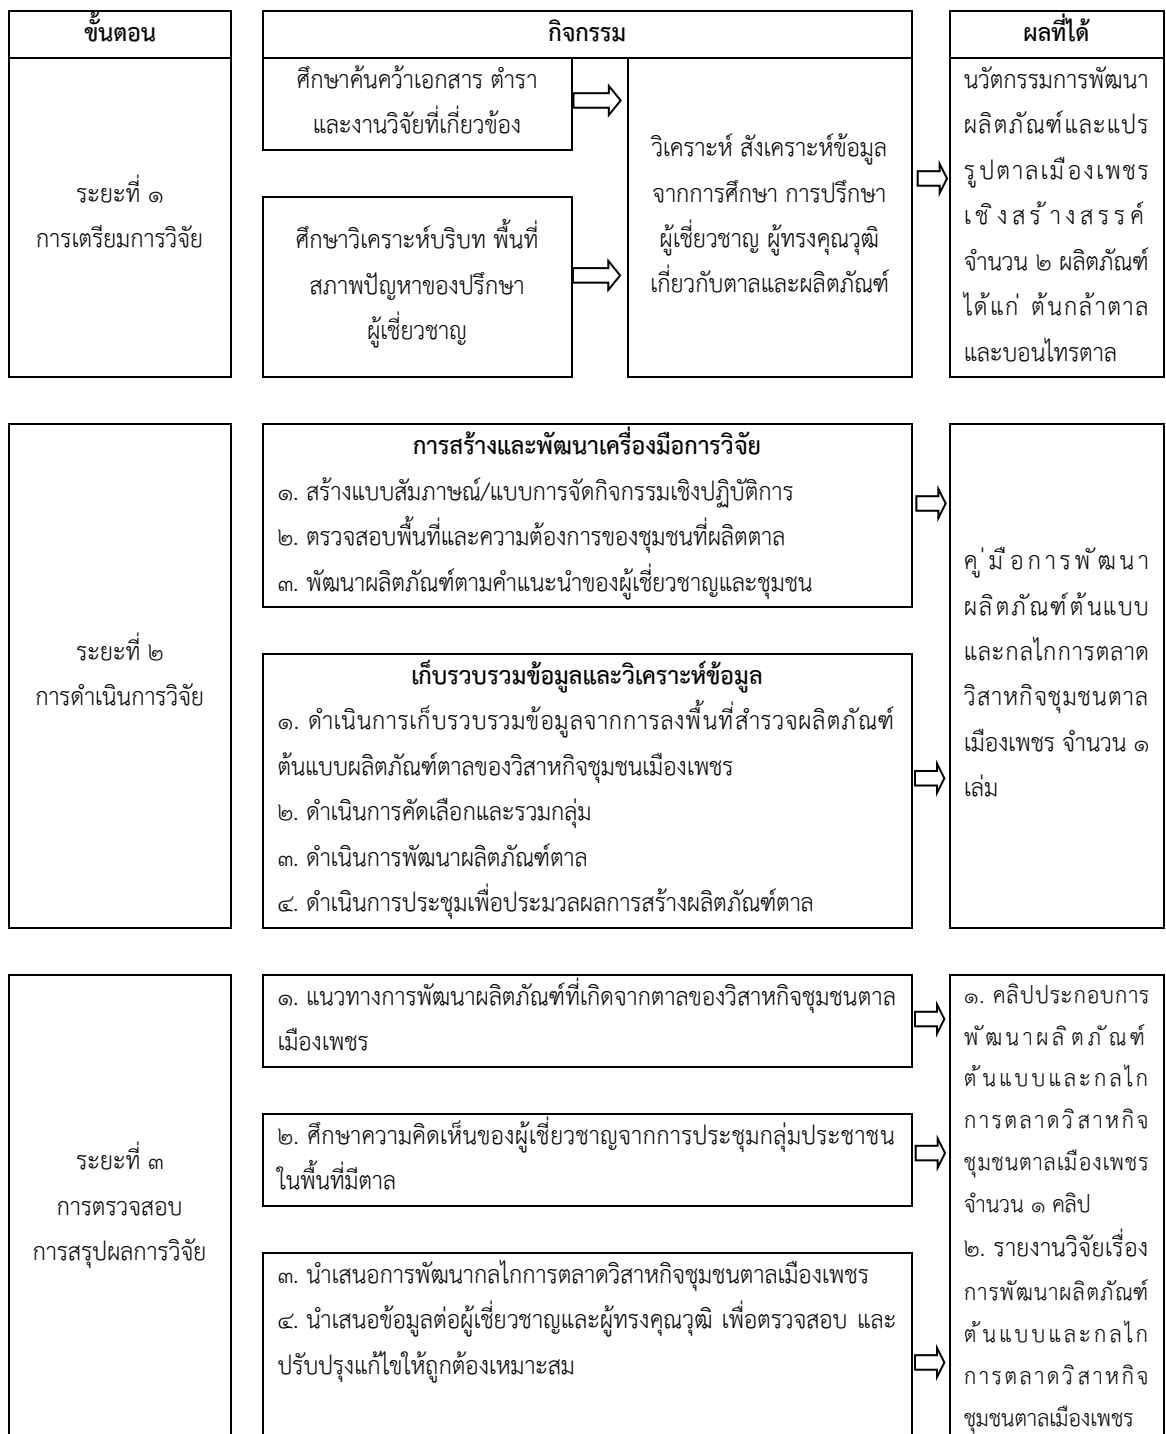 ขั้นตอน
กิจกรรม
ผลที่ได้
ระยะที่ ๑
การเตรียมการวิจัย
ศึกษาค้นคว้าเอกสาร ตำรา
และงานวิจัยที่เกี่ยวข้อง
ศึกษาวิเคราะห์บริบท พื้นที่
สภาพปัญหาของปรึกษา
ผู้เชี่ยวชาญ
วิเคราะห์ สังเคราะห์ข้อมูล
จากการศึกษา การปรึกษา
ผู้เชี่ยวชาญ ผู้ทรงคุณวุฒิ
เกี่ยวกับตาลและผลิตภัณฑ์
นวัตกรรมการพัฒนา
ผลิตภัณฑ์และแปร
รูปตาลเมืองเพชร
เชิงสร้างสรรค์
จำนวน ๒ ผลิตภัณฑ์
ได้แก่ ต้นกล้าตาล
และบอนไทรตาล
ระยะที่ ๒
การดำเนินการวิจัย
การสร้างและพัฒนาเครื่องมือการวิจัย
๑. สร้างแบบสัมภาษณ์/แบบการจัดกิจกรรมเชิงปฏิบัติการ
๒. ตรวจสอบพื้นที่และความต้องการของชุมชนที่ผลิตตาล
๓. พัฒนาผลิตภัณฑ์ตามคำแนะนำของผู้เชี่ยวชาญและชุมชน
เก็บรวบรวมข้อมูลและวิเคราะห์ข้อมูล
๑. ดำเนินการเก็บรวบรวมข้อมูลจากการลงพื้นที่สำรวจผลิตภัณฑ์
ต้นแบบผลิตภัณฑ์ตาลของวิสาหกิจชุมชนเมืองเพชร
๒. ดำเนินการคัดเลือกและรวมกลุ่ม
๓. ดำเนินการพัฒนาผลิตภัณฑ์ตาล
๔. ดำเนินการประชุมเพื่อประมวลผลการสร้างผลิตภัณฑ์ตาล
คู่มือการพัฒนา
ผลิตภัณฑ์ต้นแบบ
และกลไกการตลาด
วิสาหกิจชุมชนตาล
เมืองเพชร จำนวน ๑
เล่ม
ระยะที่ ๓
การตรวจสอบ
การสรุปผลการวิจัย
๑. แนวทางการพัฒนาผลิตภัณฑ์ที่เกิดจากตาลของวิสาหกิจชุมชนตาล
เมืองเพชร
๒. ศึกษาความคิดเห็นของผู้เชี่ยวชาญจากการประชุมกลุ่มประชาชน
ในพื้นที่มีตาล
๓. นำเสนอการพัฒนากลไกการตลาดวิสาหกิจชุมชนตาลเมืองเพชร
๔. นำเสนอข้อมูลต่อผู้เชี่ยวชาญและผู้ทรงคุณวุฒิ เพื่อตรวจสอบ และ
ปรับปรุงแก้ไขให้ถูกต้องเหมาะสม
๑. คลิปประกอบการ
พัฒนาผลิตภัณฑ์
ต้นแบบและกลไก
การตลาดวิสาหกิจ
ชุมชนตาลเมืองเพชร
จำนวน ๑ คลิป
๒. รายงานวิจัยเรื่อง
การพัฒนาผลิตภัณฑ์
ต้นแบบและกลไก
การตลาดวิสาหกิจ
ชุมชนตาลเมืองเพชร